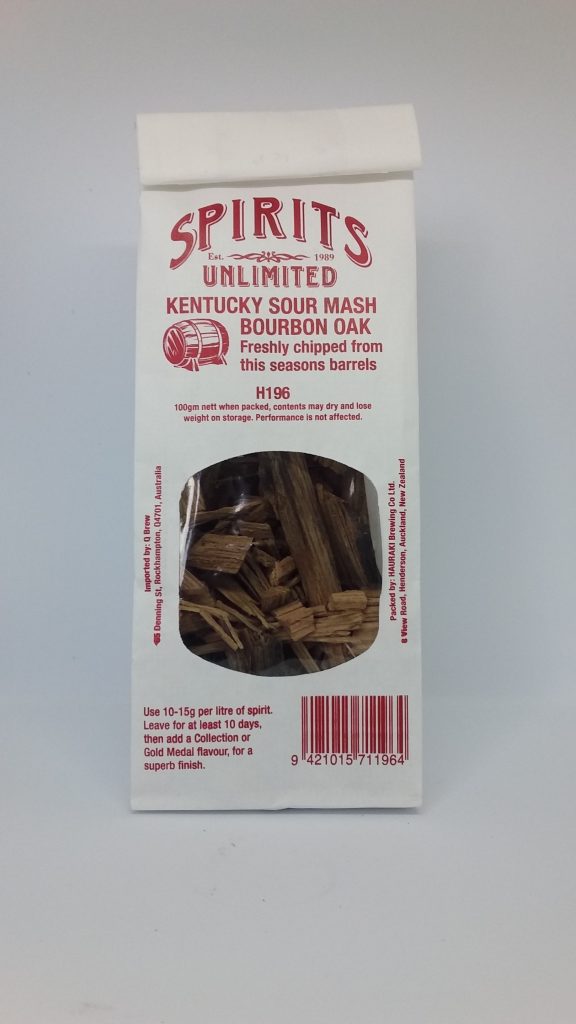 SPIRITS
Est. 1989
UNLIMITED
KENTUCKY SOUR MASH
BOURBON OAK
Freshly chipped from
this seasons barrels
H196
100gm nett when packed, contents may dry and lose
weight on storage. Performance is not affected.
Imported by: Q Brew
Denning St, Rockhampton, Q4701, Australia
Packed by: HAURAKI Brewing Co Ltd.
View Road, Henderson, Auckland, New Zealand
Use 10-15g per litre of spirit.
Leave for at least 10 days,
then add a Collection or
Gold Medal flavour, for a
superb finish.
9 421015 711964